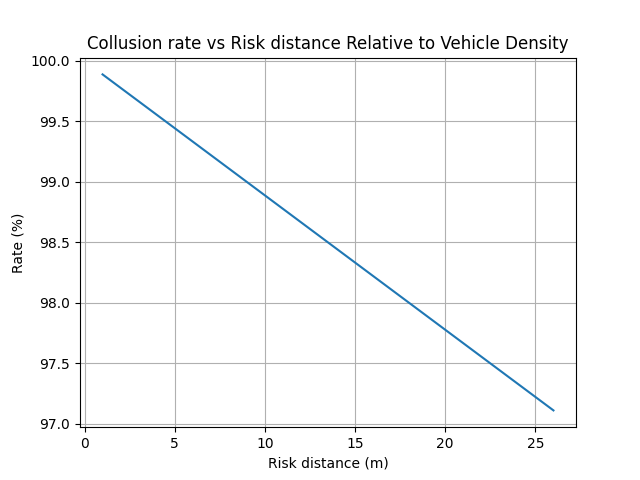 Collusion rate vs Risk distance Relative to Vehicle Density
100.0
99.5
99.0
98.5
98.0
97.5
97.0
Rate (%)
0 5 10 15 20 25
Risk distance (m)